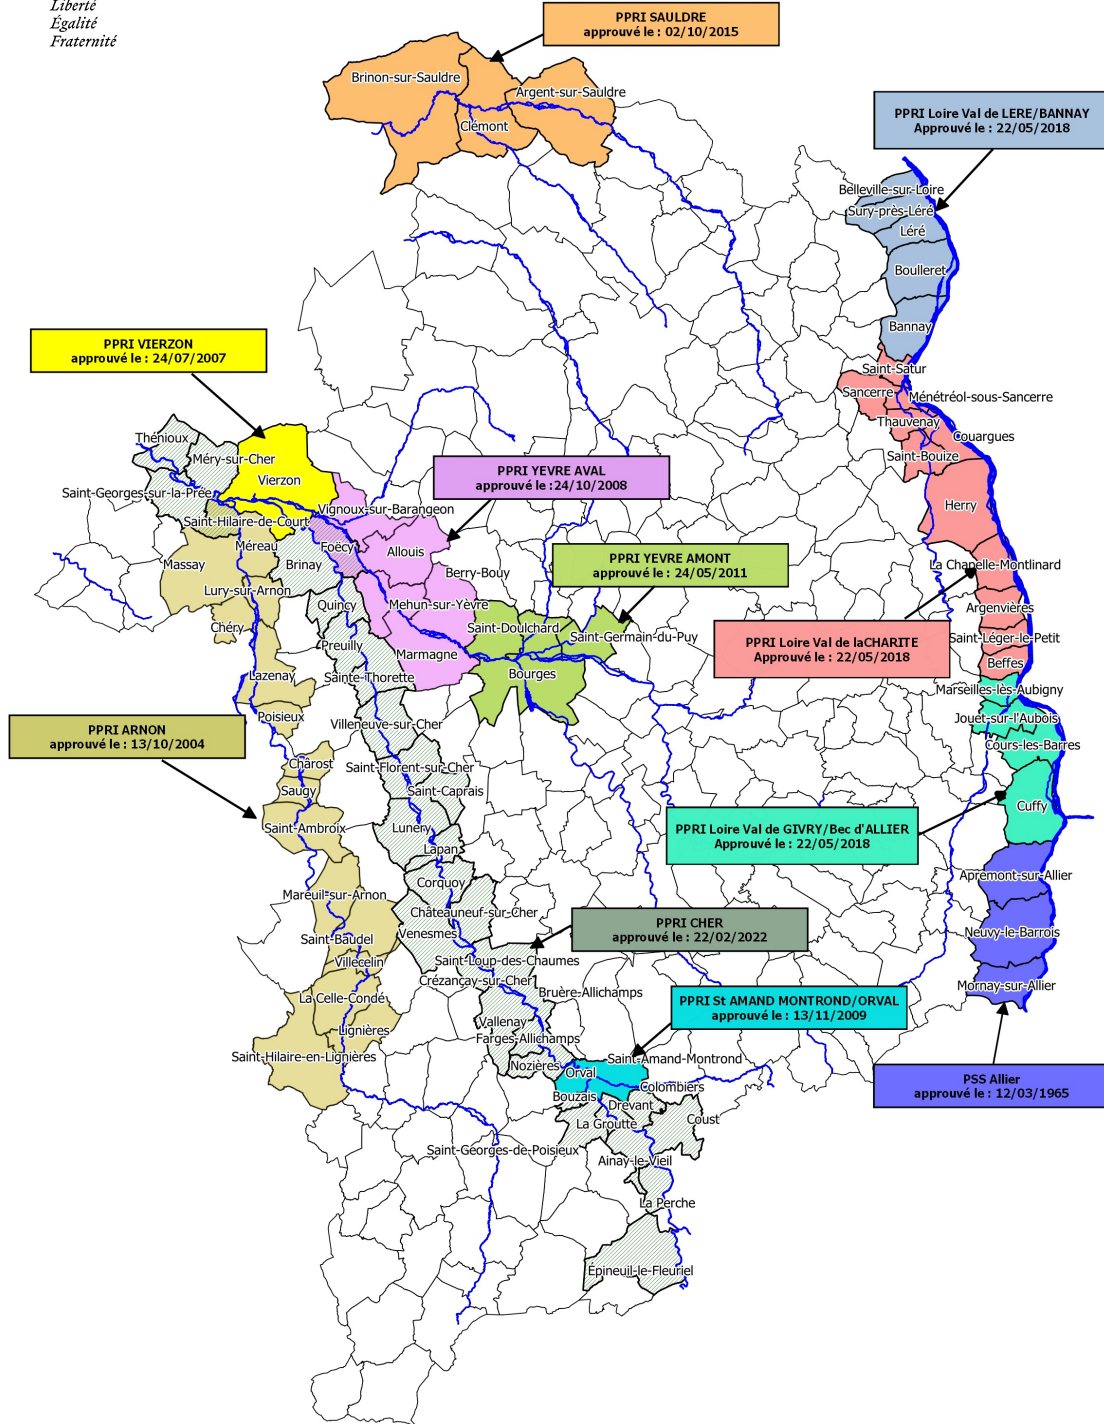 Liberté
Égalité
Fraternité
PPRI SAULDRE
approuvé le : 02/10/2015
Brinon-sur-Sauldre
Argent-sur-Sauldre
Clémont
PPRI Loire Val de LERE/BANNAY
Approuvé le : 22/05/2018
Belleville-sur-Loire
Sury-près-Léré
Léré
Boulleret
Bannay
PPRI VIERZON
approuvé le : 24/07/2007
Saint-Satur
Sancerre
Ménétréol-sous-Sancerre
Thauvenay
Couargues
Saint-Bouize
Thénioux
Méry-sur-Cher
Vierzon
PPRI YEVRE AVAL
approuvé le :24/10/2008
Saint-Georges-sur-la-Prée
Vignoux-sur-Barangeon
Herry
Saint-Hilaire-de-Court
Méreau
Foëcy
Allouis
PPRI YEVRE AMONT
approuvé le : 24/05/2011
Massay
Brinay
Berry-Bouy
La Chapelle-Montlinard
Lury-sur-Arnon
Quincy
Mehun-sur-Yèvre
Argenvières
Chéry
Saint-Doulchard
Saint-Germain-du-Puy
PPRI Loire Val de laCHARITE
Approuvé le : 22/05/2018
Saint-Léger-le-Petit
Preuilly
Marmagne
Beffes
Lazenay
Sainte-Thorette
Bourges
Marseilles-lès-Aubigny
PPRI ARNON
approuvé le : 13/10/2004
Poisieux
Villeneuve-sur-Cher
Jouet-sur-l'Aubois
Cours-les-Barres
Chârost
Saint-Florent-sur-Cher
Saugy
Saint-Caprais
Cuffy
Saint-Ambroix
Lunery
PPRI Loire Val de GIVRY/Bec d'ALLIER
Approuvé le : 22/05/2018
Lapan
Corquoy
Apremont-sur-Allier
Mareuil-sur-Arnon
Châteauneuf-sur-Cher
PPRI CHER
approuvé le : 22/02/2022
Venesmes
Neuvy-le-Barrois
Saint-Baudel
Villecelin
Saint-Loup-des-Chaumes
Crézançay-sur-Cher
Mornay-sur-Allier
La Celle-Condé
Bruère-Allichamps
PPRI St AMAND MONTROND/ORVAL
approuvé le : 13/11/2009
Lignières
Vallenay
Farges-Allichamps
Saint-Hilaire-en-Lignières
Nozières
Orval
Saint-Amand-Montrond
Colombiers
PSS Allier
approuvé le : 12/03/1965
Bouzais
Drevant
La Groutte
Coust
Saint-Georges-de-Poisieux
Ainay-le-Vieil
La Perche
Épineuil-le-Fleuriel